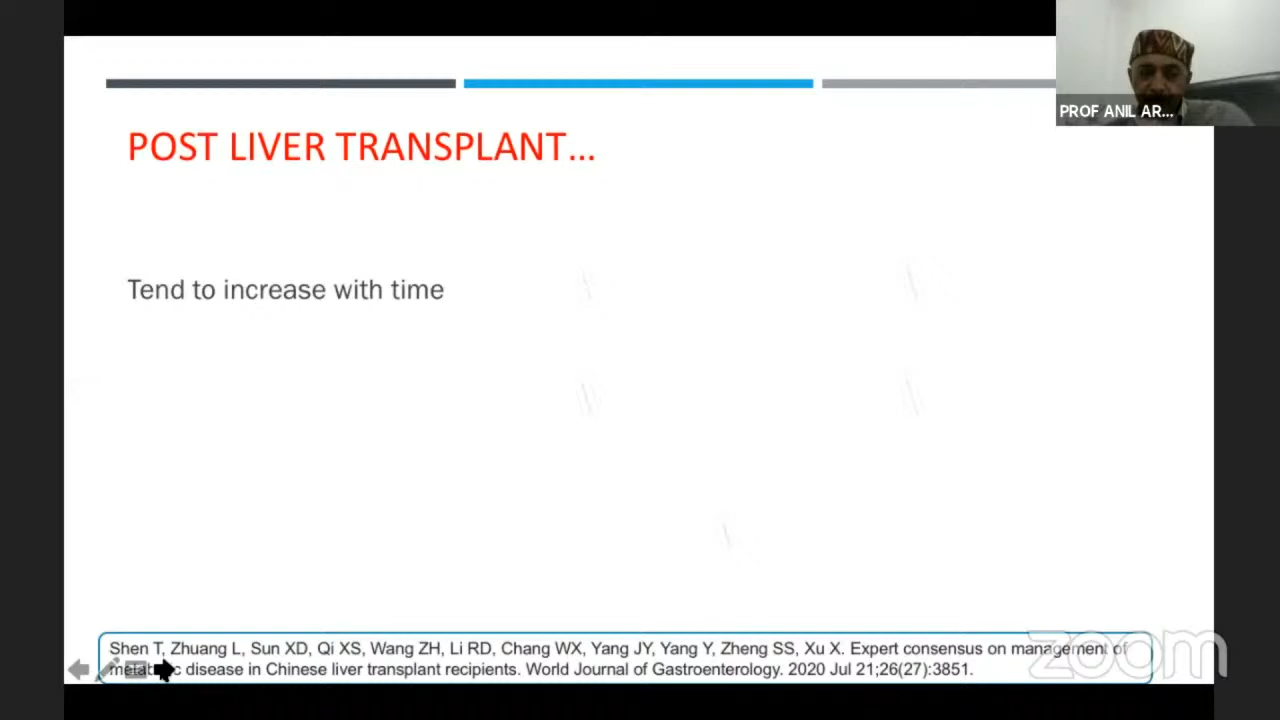 PROF ANIL AR...
POST LIVER TRANSPLANT...
Tend to increase with time
Shen T, Zhuang L, Sun XD, Qi XS, Wang ZH, Li RD, Chang WX, Yang JY, Yang Y, Zheng SS, Xu X. Expert consensus on management of
metabolic disease in Chinese liver transplant recipients. World Journal of Gastroenterology. 2020 Jul 21;26(27):3851.
zoom